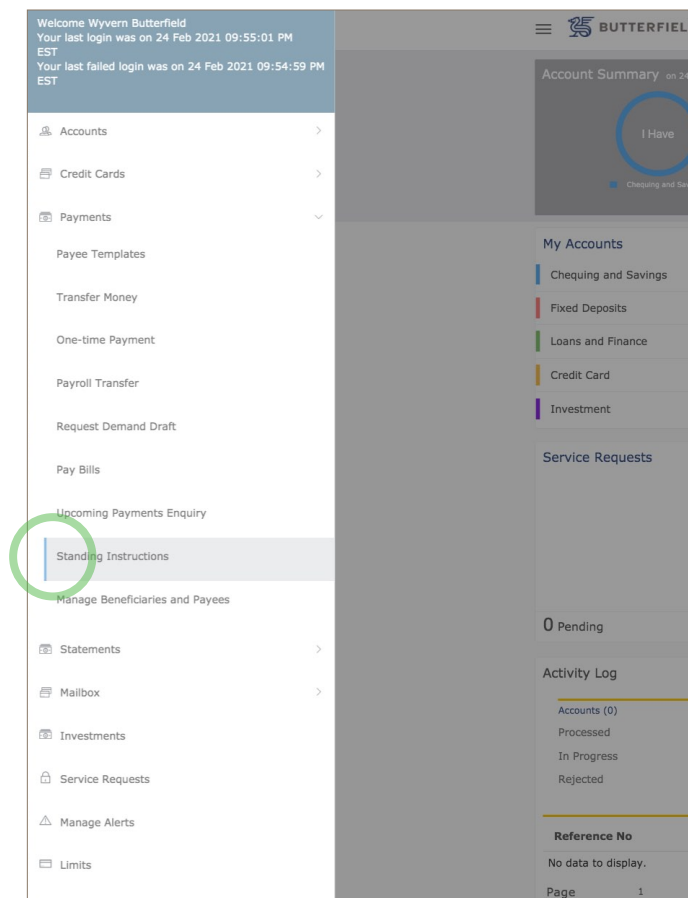 Welcome Wyvern Butterfield
Your last login was on 24 Feb 2021 09:55:01 PM
EST
Your last failed login was on 24 Feb 2021 09:54:59 PM
EST
Accounts
Credit Cards
Payments
Payee Templates
Transfer Money
One-time Payment
Payroll Transfer
Request Demand Draft
Pay Bills
Upcoming Payments Enquiry
Standing Instructions
Manage Beneficiaries and Payees
Statements
Mailbox
Investments
Service Requests
Manage Alerts
Limits
BUTTERFIEL
Account Summary on 24
I Have
Chequing and Sav
My Accounts
Chequing and Savings
Fixed Deposits
Loans and Finance
Credit Card
Investment
Service Requests
0 Pending
Activity Log
Accounts (0)
Processed
In Progress
Rejected
Reference No
No data to display.
Page 1